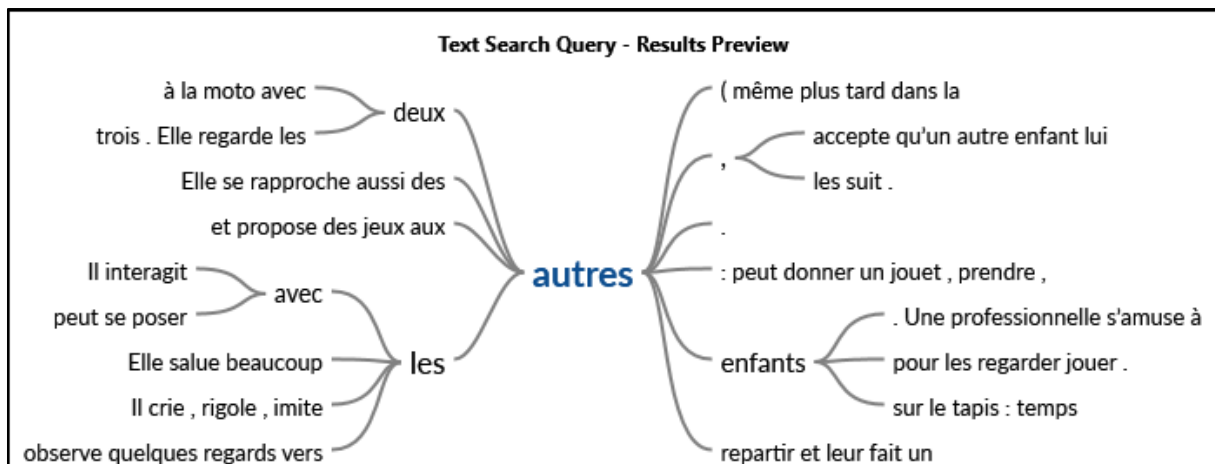 Text Search Query - Results Preview
à la moto avec
trois . Elle regarde les
deux
Elle se rapproche aussi des
et propose des jeux aux
Il interagit
peut se poser
avec
Elle salue beaucoup
Il crie , rigole , imite
observe quelques regards vers
les
autres
( même plus tard dans la
,
accepte qu'un autre enfant lui
les suit .
.
: peut donner un jouet , prendre ,
enfants
. Une professionnelle s'amuse à
pour les regarder jouer .
sur le tapis : temps
repartir et leur fait un